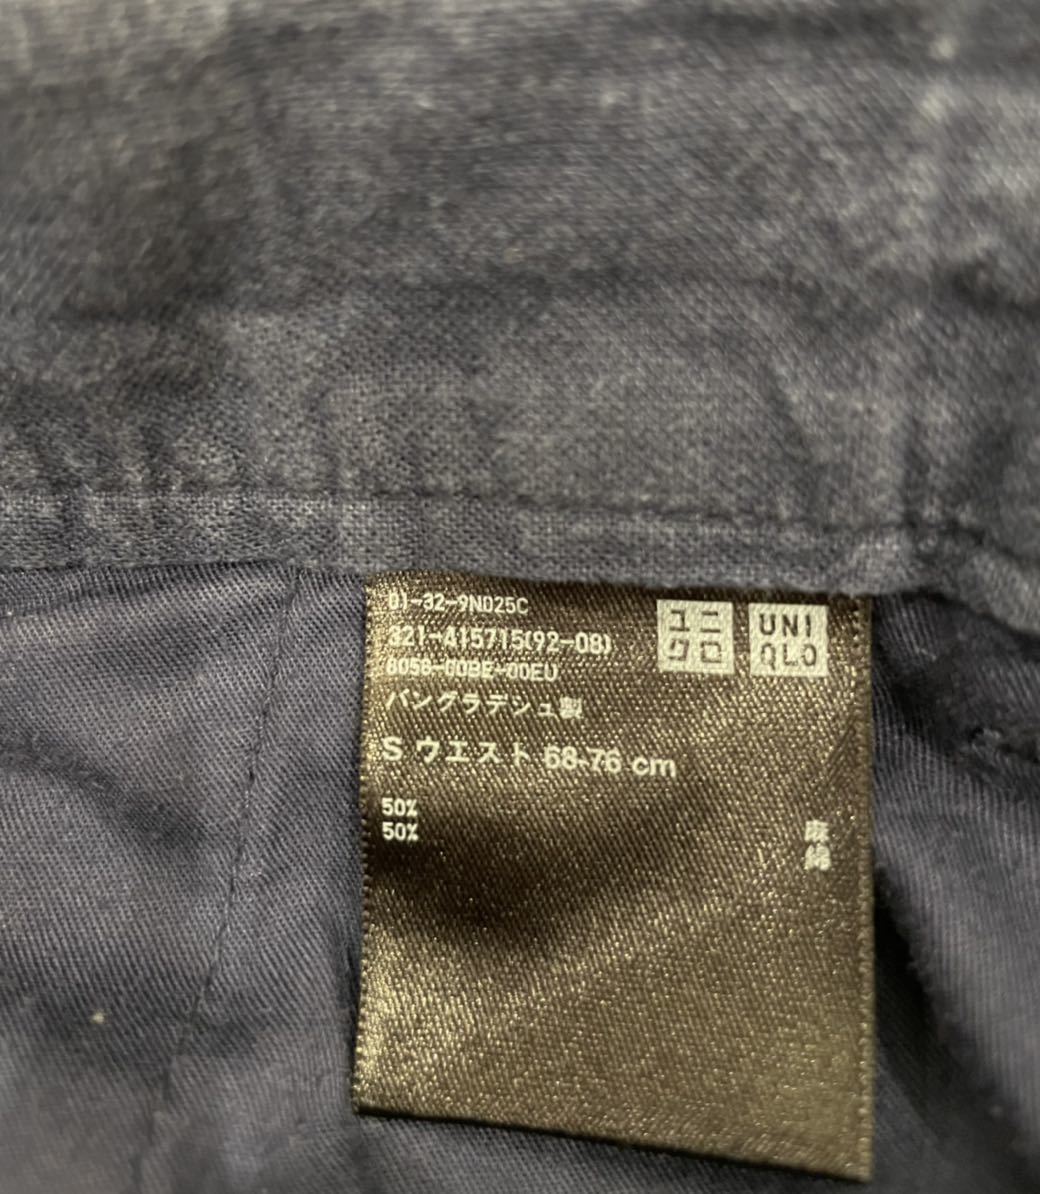 01-32-9N025C
321-415715(92-08)
8058-00BE-00EU
バングラデシュ製
ユニ
クロ
UNI
QLO
S ウエスト 68-76 cm
50% 麻
50% 綿